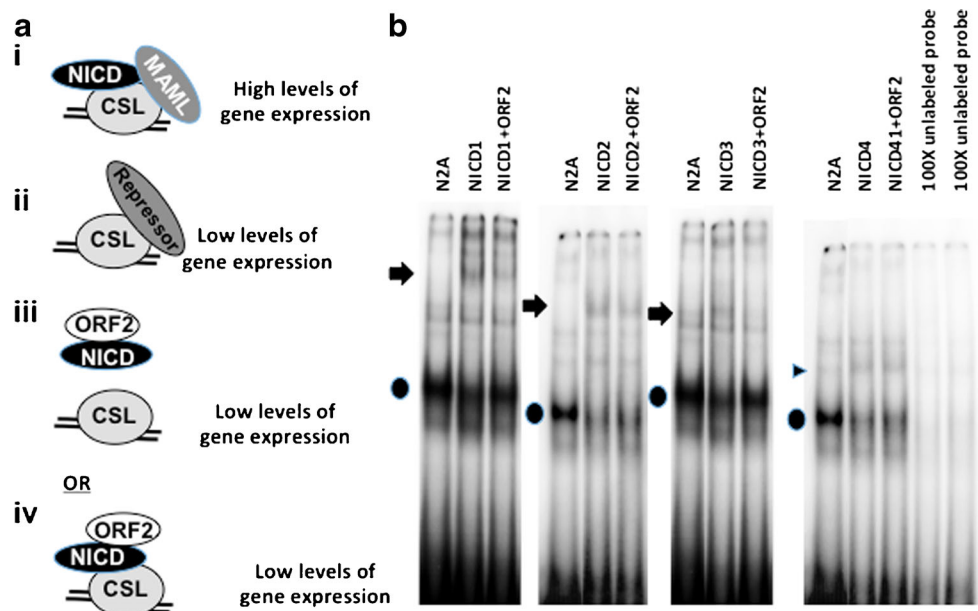 a
i
NICD
MAML
CSL
High levels of
gene expression
ii
Repressor
CSL
Low levels of
gene expression
iii
ORF2
NICD
CSL
Low levels of
gene expression
OR
iv
ORF2
NICD
CSL
Low levels of
gene expression
b
N2A
NICD1
NICD1+ORF2
N2A
NICD2
NICD2+ORF2
N2A
NICD3
NICD3+ORF2
N2A
NICD4
NICD41+ORF2
100X unlabeled probe
100X unlabeled probe